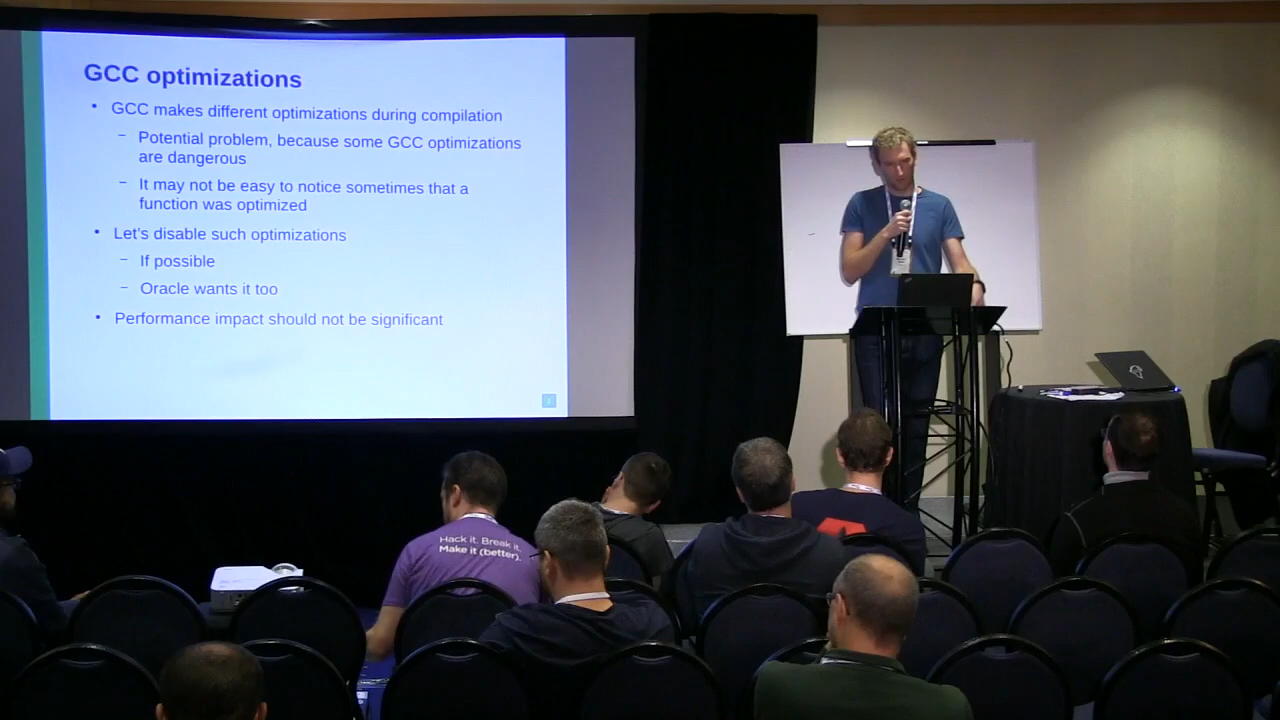 GCC optimizations
• GCC makes different optimizations during compilation
– Potential problem, because some GCC optimizations
are dangerous
– It may not be easy to notice sometimes that a
function was optimized
• Let's disable such optimizations
– If possible
– Oracle wants it too
• Performance impact should not be significant
Hack it. Break it.
Make it (better).